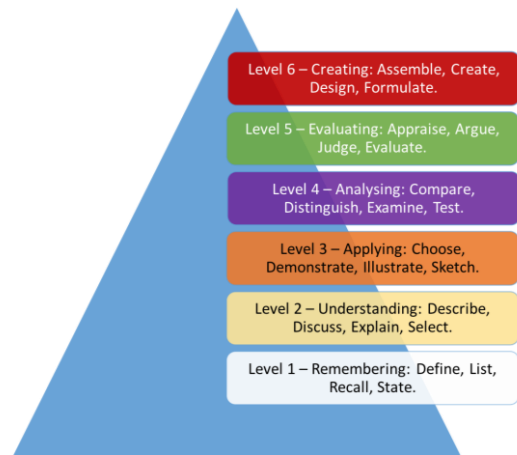 Level 6 – Creating: Assemble, Create,
Design, Formulate.
Level 5 – Evaluating: Appraise, Argue,
Judge, Evaluate.
Level 4 – Analysing: Compare,
Distinguish, Examine, Test.
Level 3 – Applying: Choose,
Demonstrate, Illustrate, Sketch.
Level 2 – Understanding: Describe,
Discuss, Explain, Select.
Level 1 – Remembering: Define, List,
Recall, State.